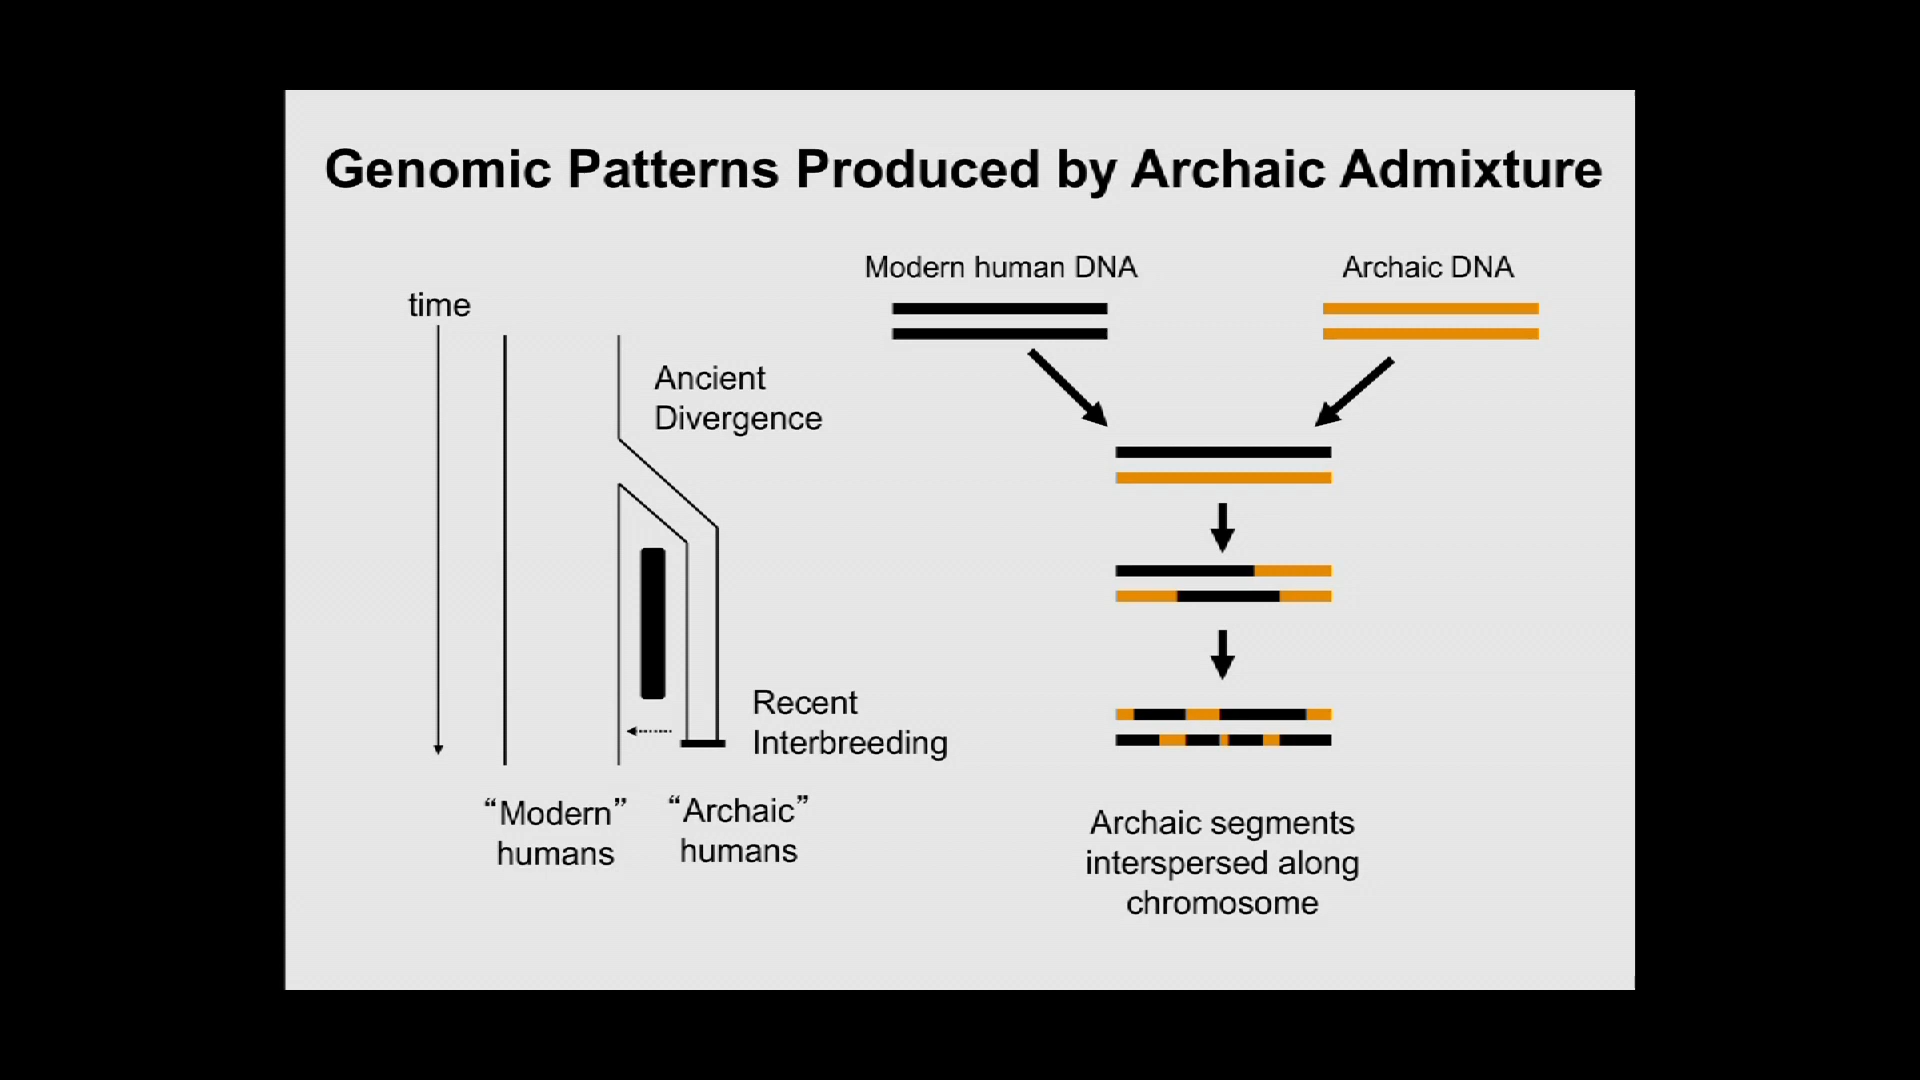 Genomic Patterns Produced by Archaic Admixture
Modern human DNA
Archaic DNA
time
Ancient
Divergence
Recent
Interbreeding
“Modern”
humans
“Archaic”
humans
Archaic segments
interspersed along
chromosome